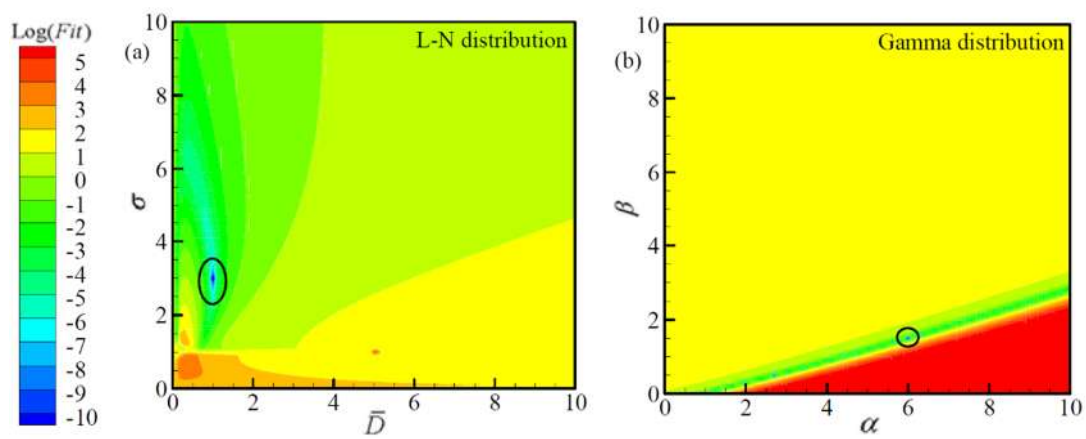 Log(Fit)
5
4
3
2
1
0
-1
-2
-3
-4
-5
-6
-7
-8
-9
-10
(a)
L-N distribution
10
8
6
4
2
0
σ
0 2 4 6 8 10
D̅
(b)
Gamma distribution
10
8
6
4
2
0
β
0 2 4 6 8 10
α